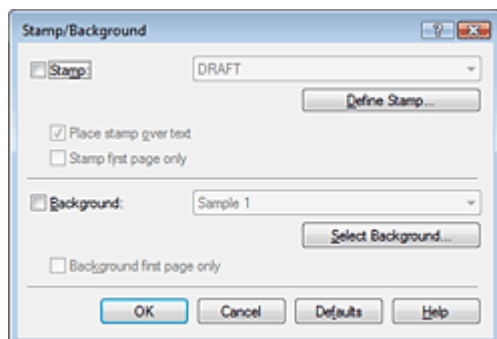 Stamp/Background
Stamp: DRAFT
Define Stamp...
Place stamp over text
Stamp first page only
Background: Sample 1
Select Background...
Background first page only
OK Cancel Defaults Help